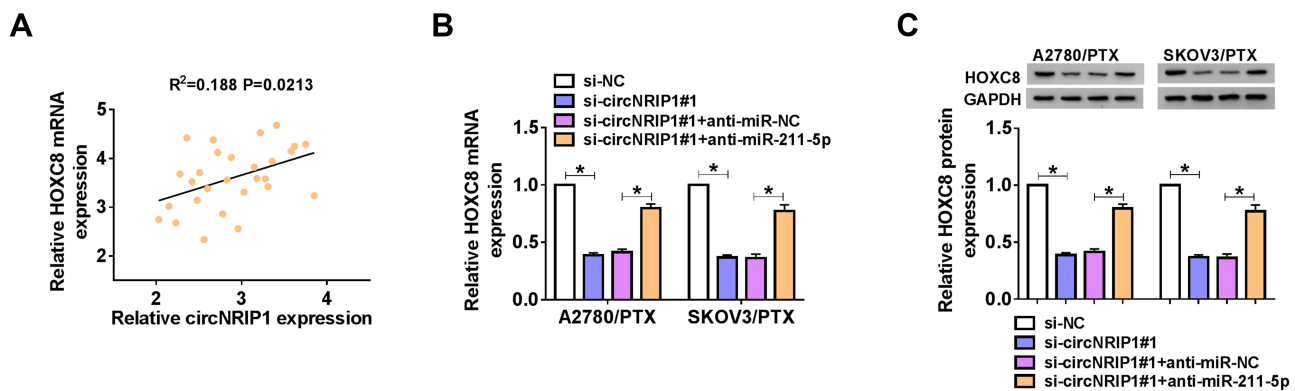 A
R²=0.188 P=0.0213
Relative HOXC8 mRNA
expression
5
4
3
2
2
3
4
Relative circNRIP1 expression
B
si-NC
si-circNRIP1#1
si-circNRIP1#1+anti-miR-NC
si-circNRIP1#1+anti-miR-211-5p
Relative HOXC8 mRNA
expression
1.5
1.0
0.5
0.0
*
*
*
*
A2780/PTX
SKOV3/PTX
C
A2780/PTX
SKOV3/PTX
HOXC8
GAPDH
Relative HOXC8 protein
expression
1.5
1.0
0.5
0.0
*
*
*
*
si-NC
si-circNRIP1#1
si-circNRIP1#1+anti-miR-NC
si-circNRIP1#1+anti-miR-211-5p